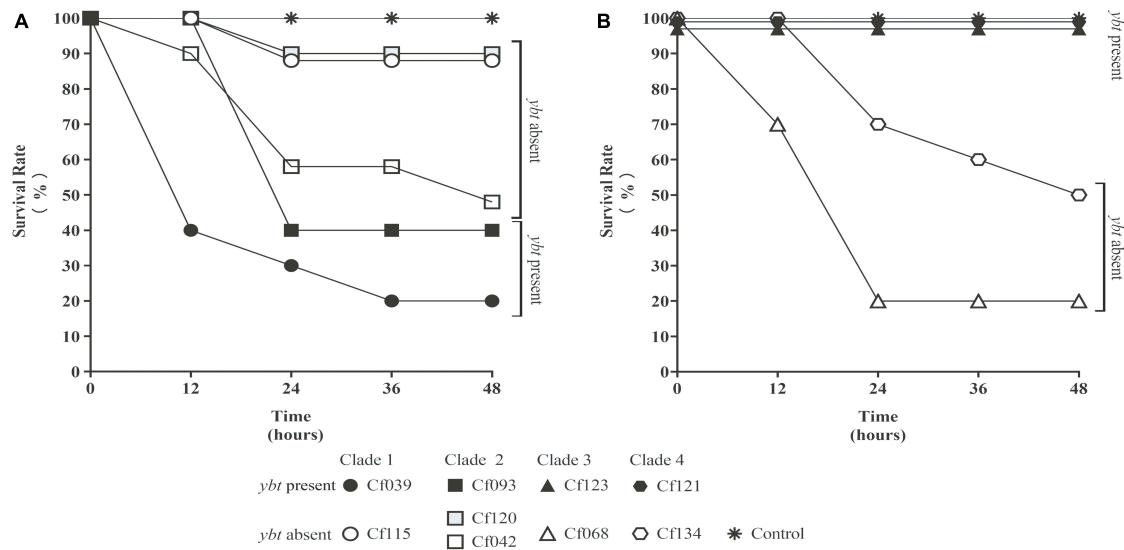 A
100
90
80
70
60
50
40
30
20
10
0
Survival Rate
( % )
0 12 24 36 48
Time
(hours)
ybt absent
ybt present
B
100
90
80
70
60
50
40
30
20
10
0
Survival Rate
( % )
0 12 24 36 48
Time
(hours)
ybt present
ybt absent
Clade 1 Clade 2 Clade 3 Clade 4
ybt present Cf039 Cf093 Cf123 Cf121
Cf120
ybt absent Cf115 Cf068 Cf134 Control
Cf042